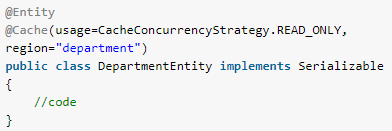 @Entity
@Cache(usage=CacheConcurrencyStrategy.READ_ONLY,
region="department")
public class DepartmentEntity implements Serializable
{
//code
}